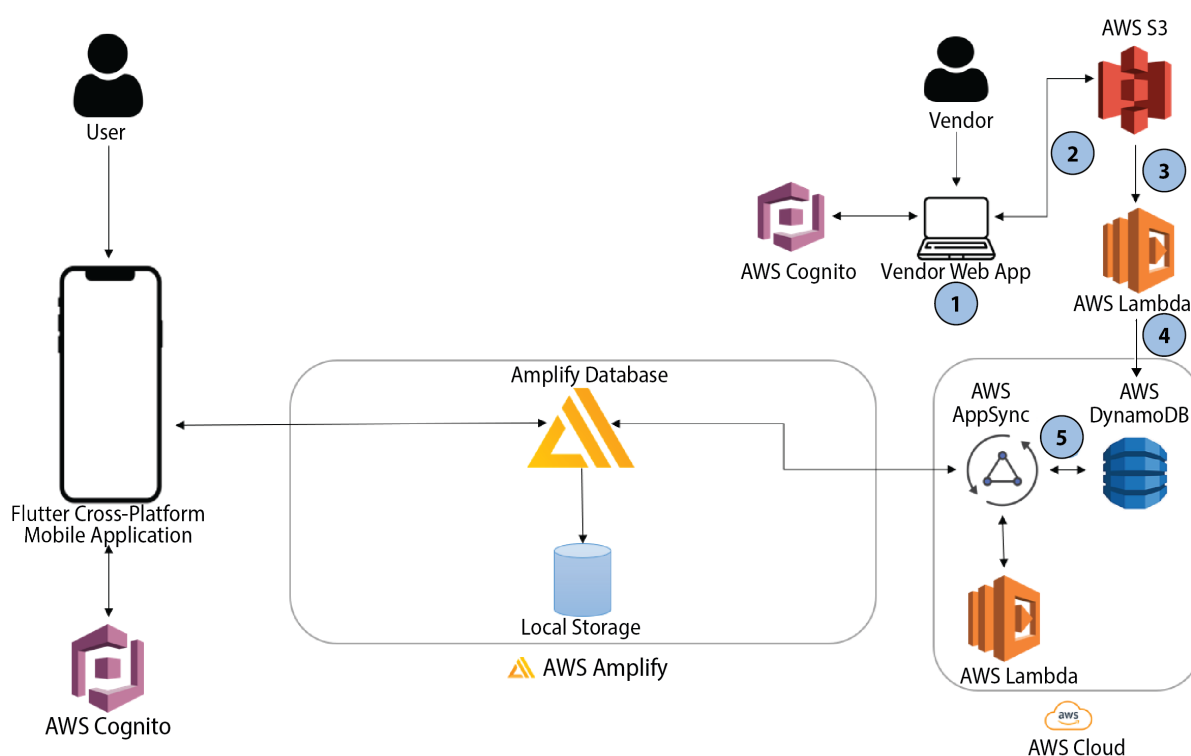 AWS S3
User
Vendor
2
3
AWS Cognito
Vendor Web App
1
AWS Lambda
4
Amplify Database
AWS
AppSync
AWS
DynamoDB
5
Flutter Cross-Platform
Mobile Application
Local Storage
AWS Amplify
AWS Lambda
AWS Cognito
aws
AWS Cloud